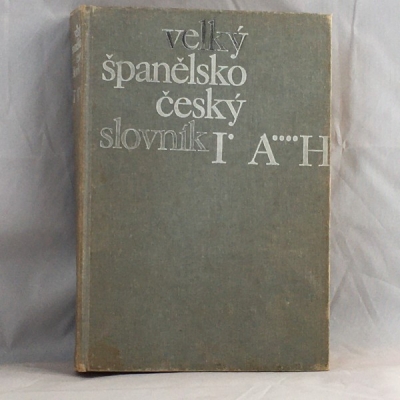 velký
španělsko
český
slovník I· A····H